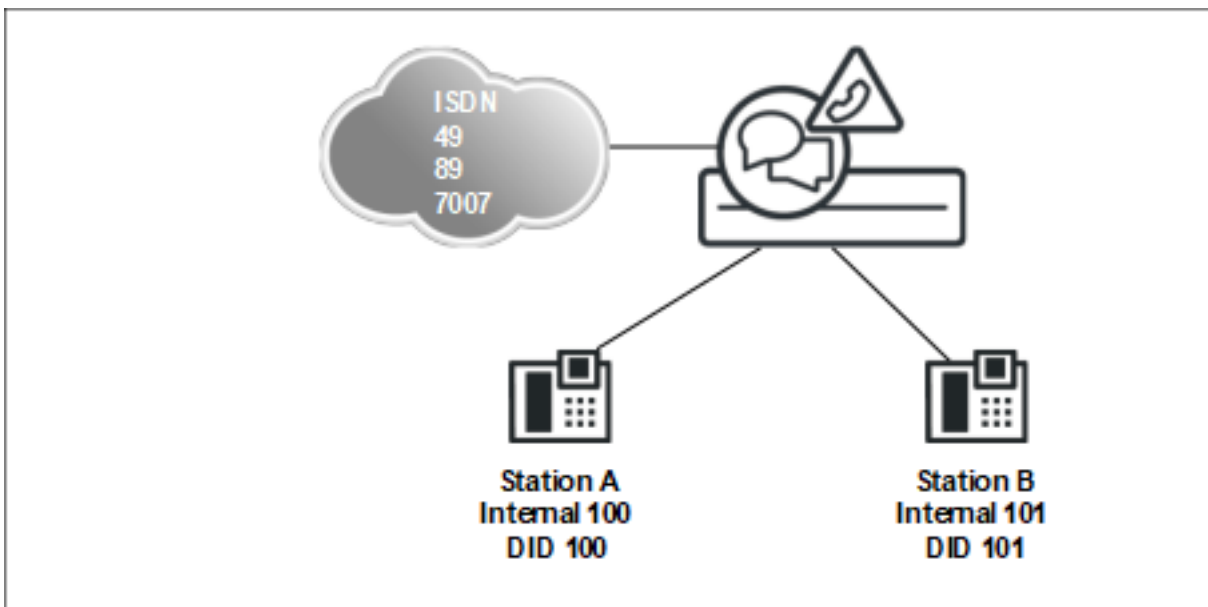 ISDN
49
89
7007
Station A
Internal 100
DID 100
Station B
Internal 101
DID 101